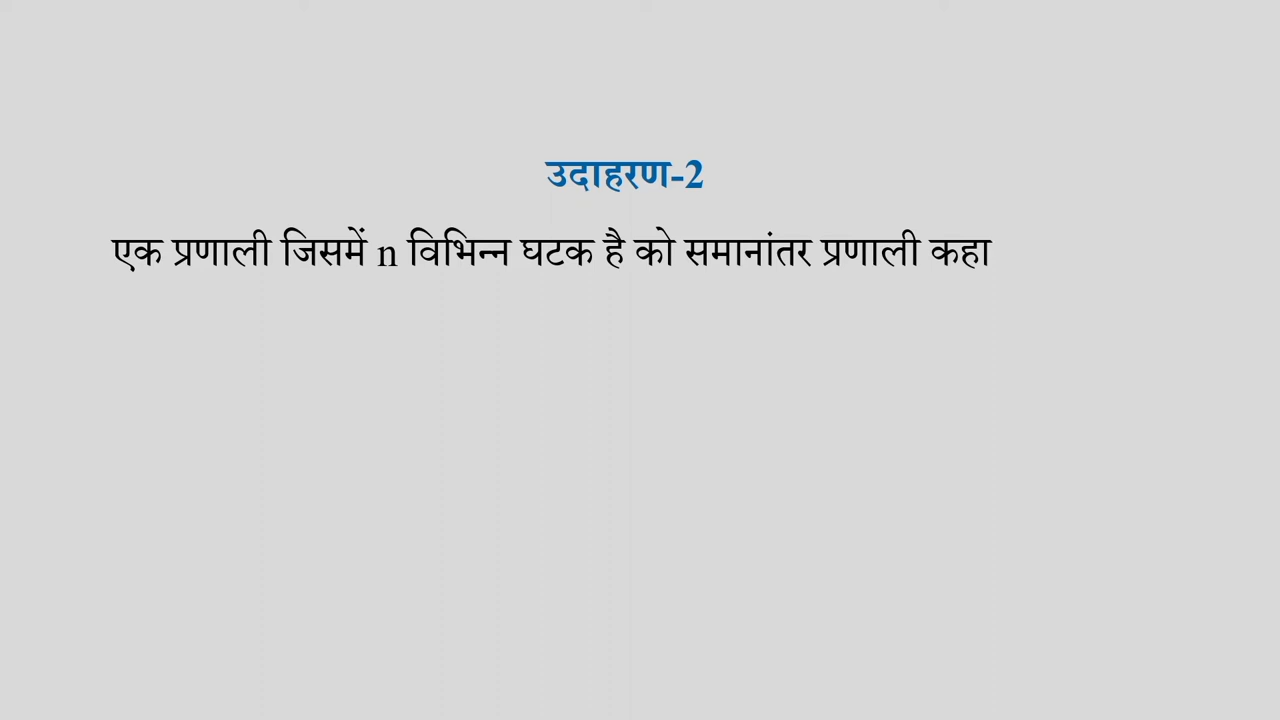 उदाहरण-2
एक प्रणाली जिसमें n विभिन्न घटक है को समानांतर प्रणाली कहा